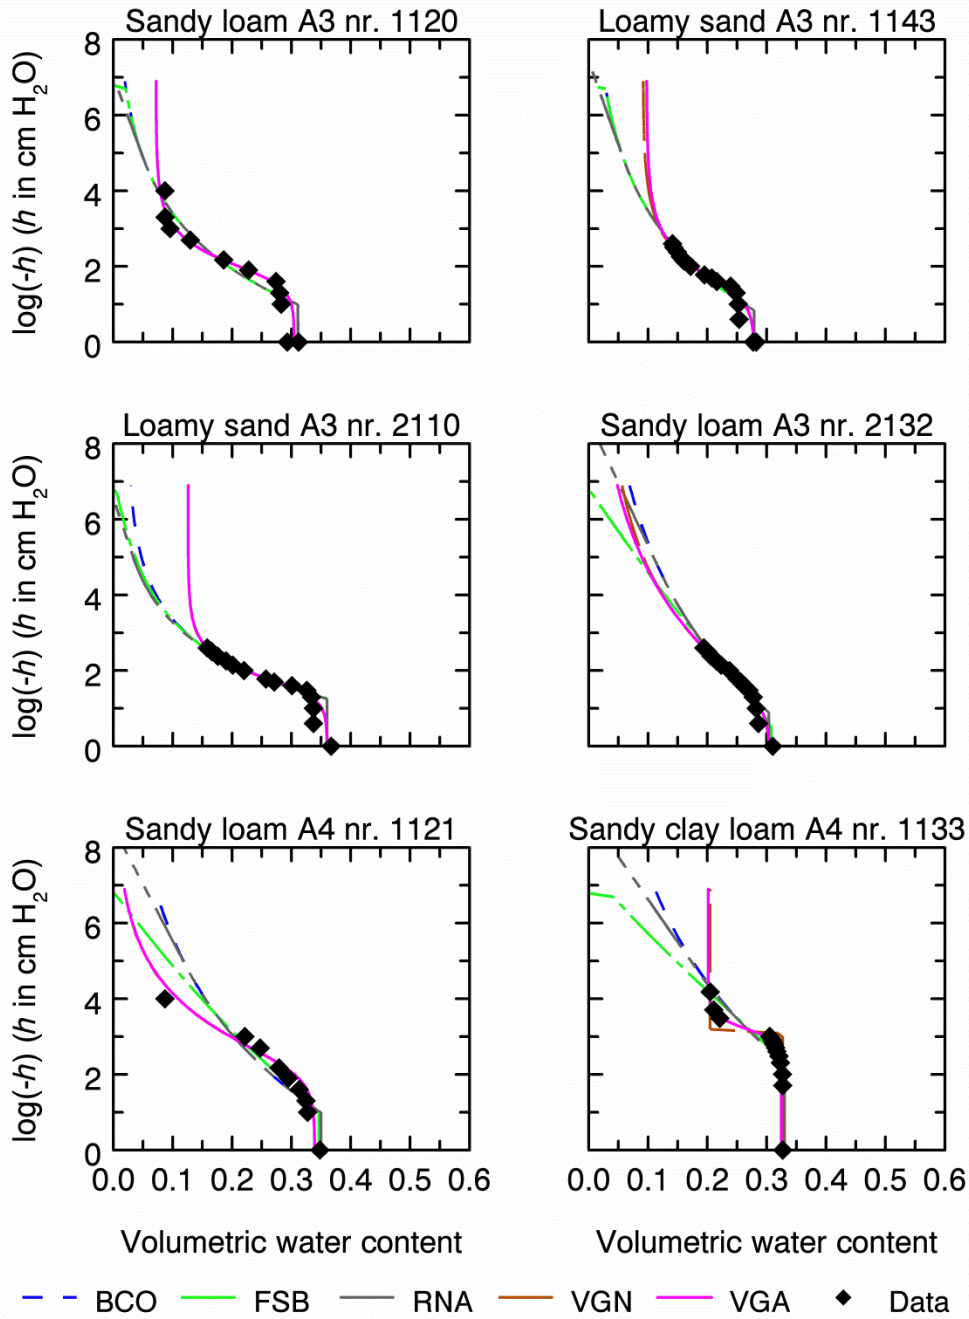 Sandy loam A3 nr. 1120
Loamy sand A3 nr. 1143
8
6
4
2
0
log(-h) (h in cm H2O)
Loamy sand A3 nr. 2110
Sandy loam A3 nr. 2132
8
6
4
2
0
log(-h) (h in cm H2O)
Sandy loam A4 nr. 1121
Sandy clay loam A4 nr. 1133
8
6
4
2
0
log(-h) (h in cm H2O)
0.0 0.1 0.2 0.3 0.4 0.5 0.6
0.0 0.1 0.2 0.3 0.4 0.5 0.6
Volumetric water content
Volumetric water content
BCO FSB RNA VGN VGA Data